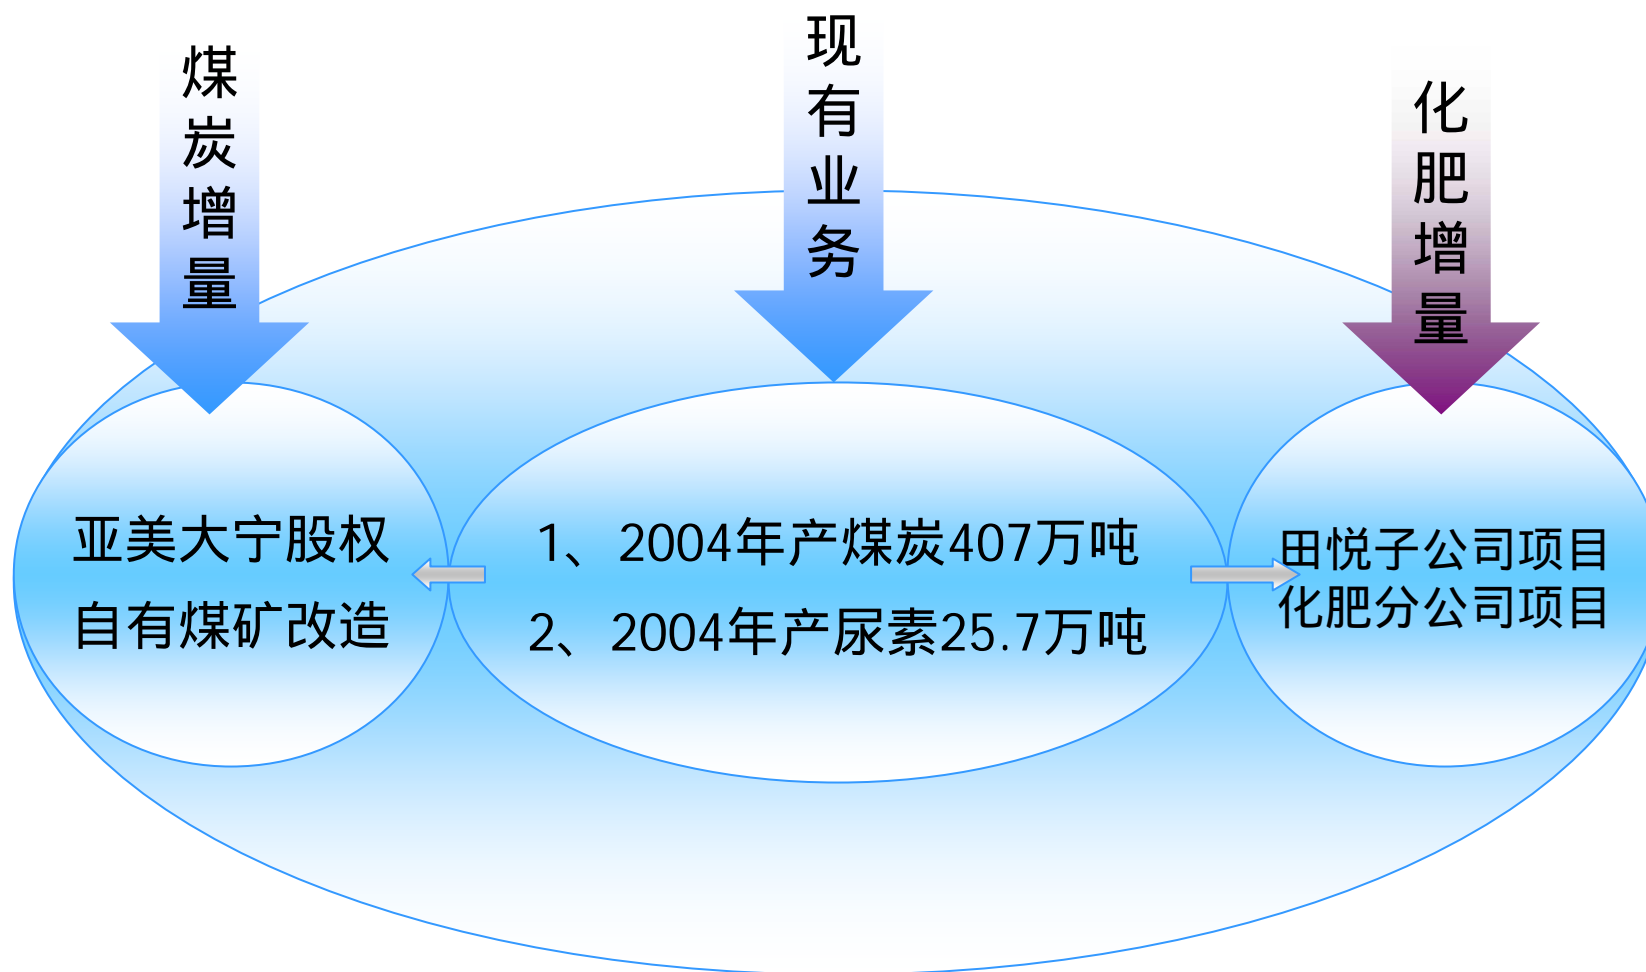 煤炭增量
现有业务
化肥增量
亚美大宁股权
自有煤矿改造
1、2004年产煤炭407万吨
2、2004年产尿素25.7万吨
田悦子公司项目
化肥分公司项目